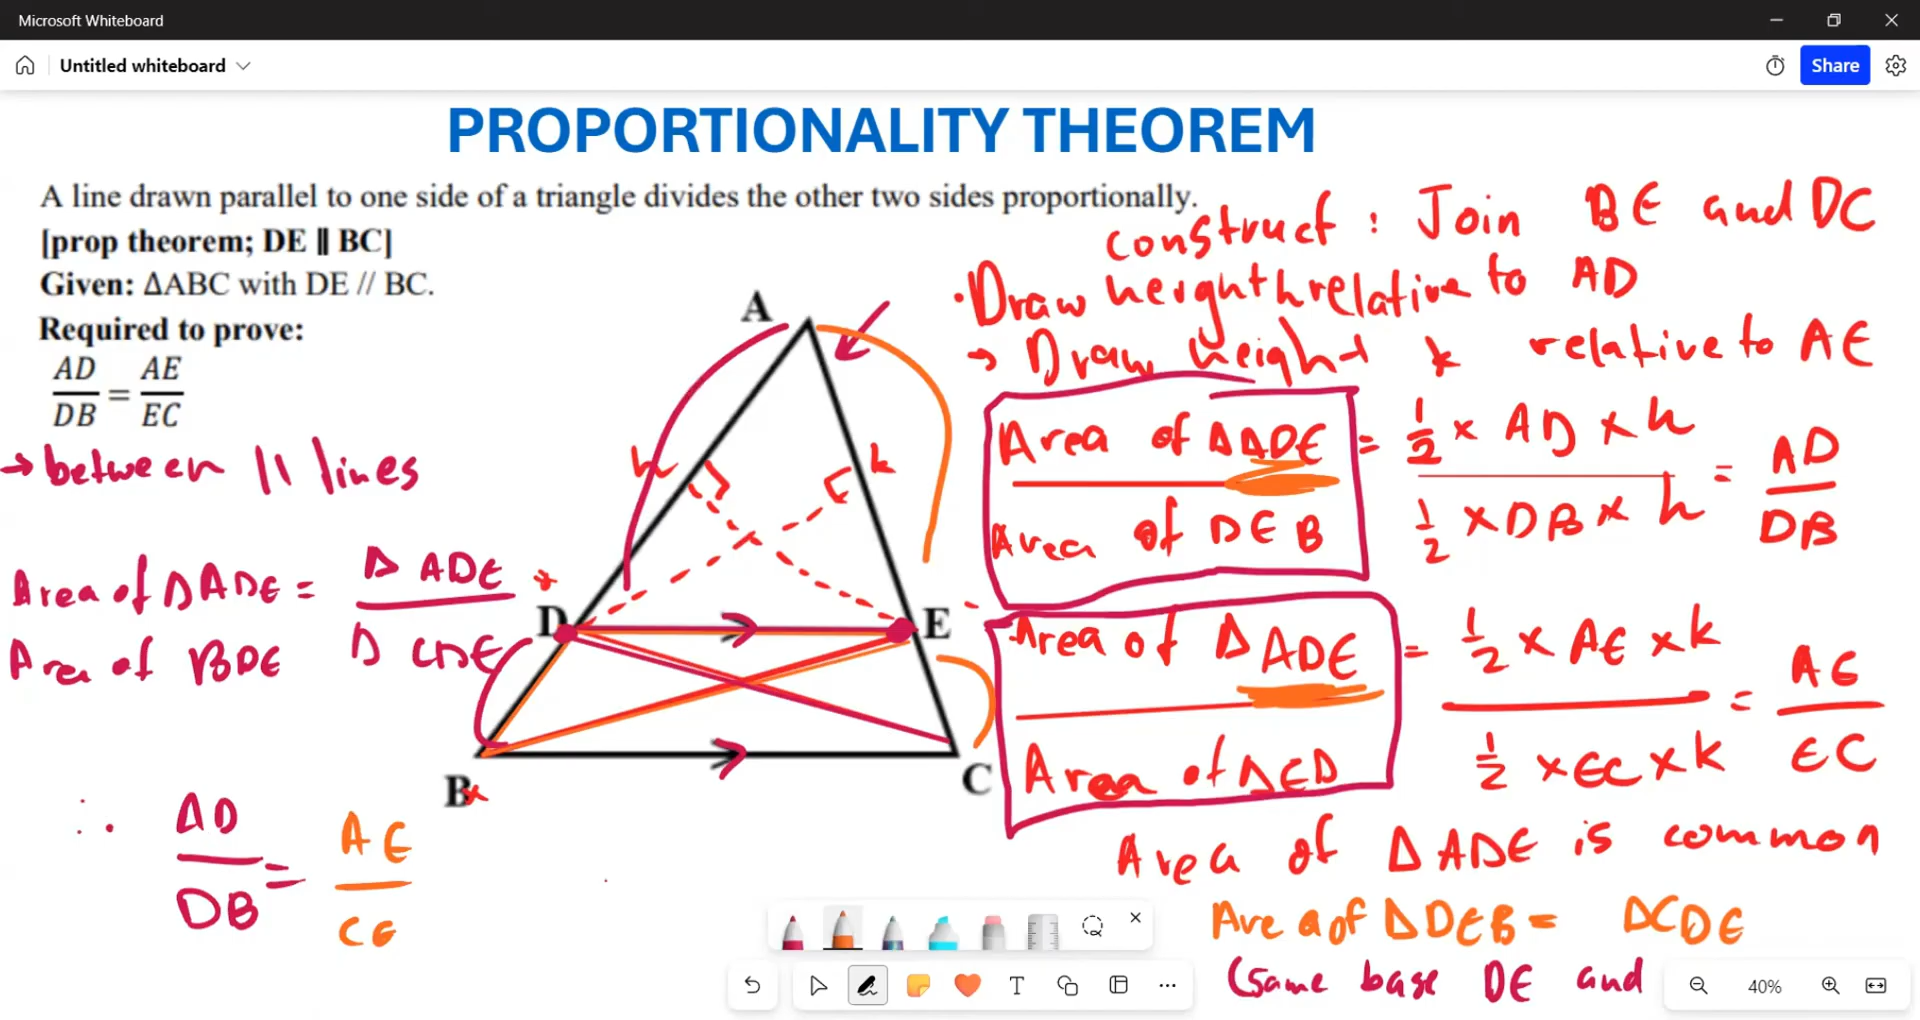 Microsoft Whiteboard
Untitled whiteboard
Share
PROPORTIONALITY THEOREM
A line drawn parallel to one side of a triangle divides the other two sides proportionally.
[prop theorem; DE ∥ BC]
Given: ΔABC with DE // BC.
Required to prove:
AD/DB = AE/EC
construct : Join BE and DC
• Draw heright h relative to AD
→ Draw height k relative to AE
Area of ΔADE / Area of DEB = ½ × AD × h / ½ × DB × h = AD / DB
Area of ΔADE / Area of ΔED = ½ × AE × k / ½ × EC × k = AE / EC
Area of ΔADE is common
Area of ΔDEB = ΔCDE
(same base DE and
→ between || lines
Area of ΔADE / Area of BDE = Δ ADE / Δ CDE
∴ AD / DB = AE / CE
A
h
k
D
E
B
C
40%